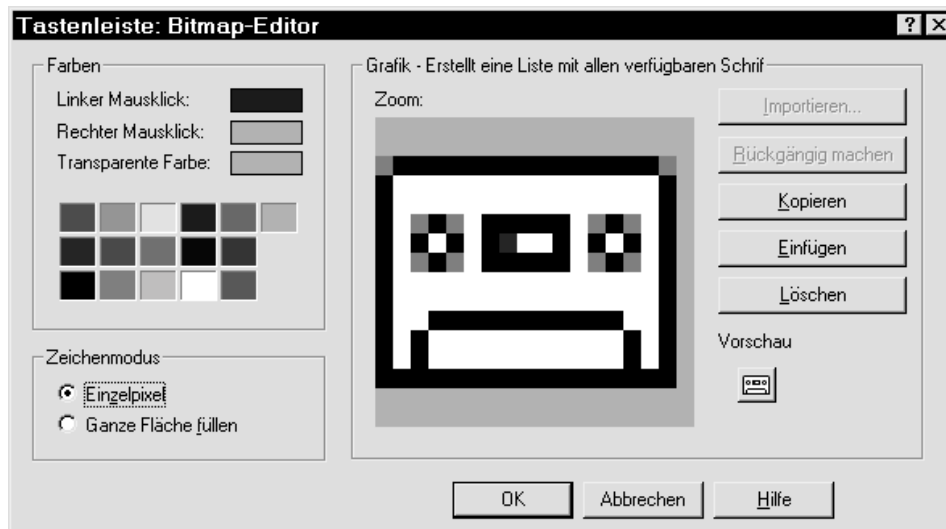 Tastenleiste: Bitmap-Editor
Farben
Linker Mausklick:
Rechter Mausklick:
Transparente Farbe:
Zeichenmodus
Einzelpixel
Ganze Fläche füllen
Grafik - Erstellt eine Liste mit allen verfügbaren Schrif
Zoom:
Importieren...
Rückgängig machen
Kopieren
Einfügen
Löschen
Vorschau
OK
Abbrechen
Hilfe